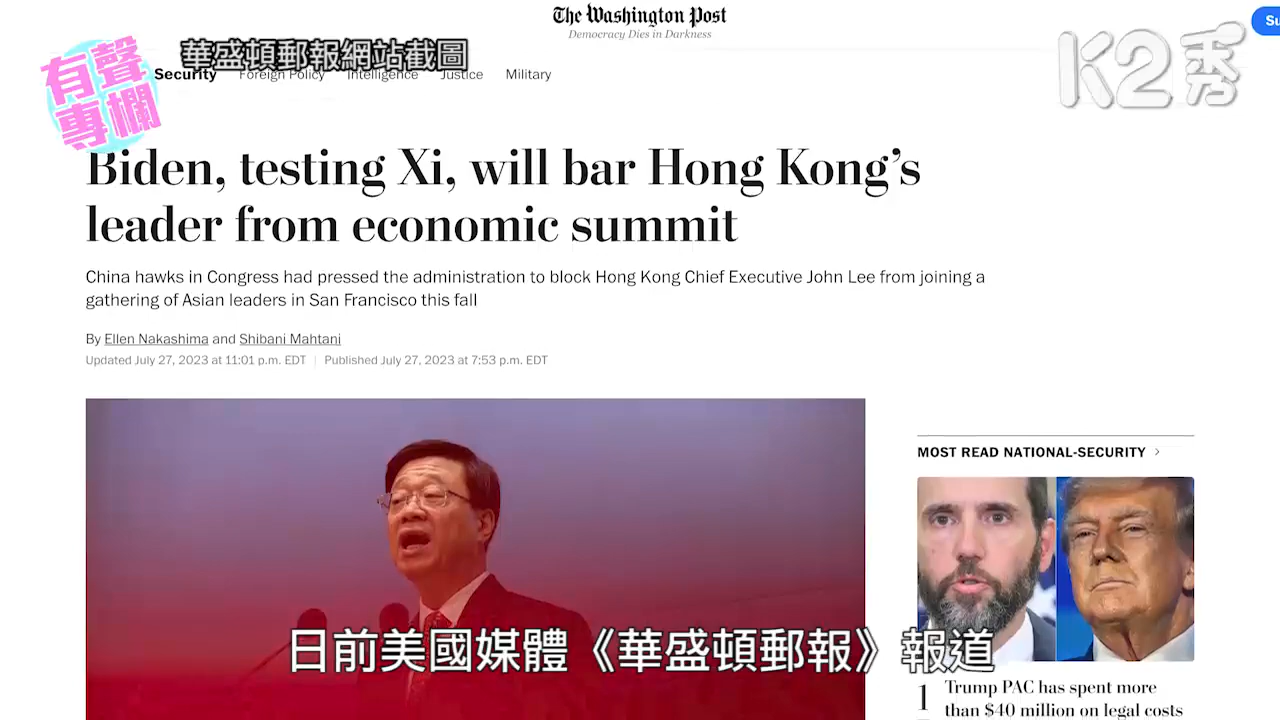 The Washington Post
Democracy Dies in Darkness
Su
有聲
專欄
華盛頓郵報網站截圖
K2秀
Security Foreign Policy Intelligence Justice Military
Biden, testing Xi, will bar Hong Kong’s
leader from economic summit
China hawks in Congress had pressed the administration to block Hong Kong Chief Executive John Lee from joining a
gathering of Asian leaders in San Francisco this fall
By Ellen Nakashima and Shibani Mahtani
Updated July 27, 2023 at 11:01 p.m. EDT | Published July 27, 2023 at 7:53 p.m. EDT
MOST READ NATIONAL-SECURITY >
1 Trump PAC has spent more
than $40 million on legal costs
日前美國媒體《華盛頓郵報》報道